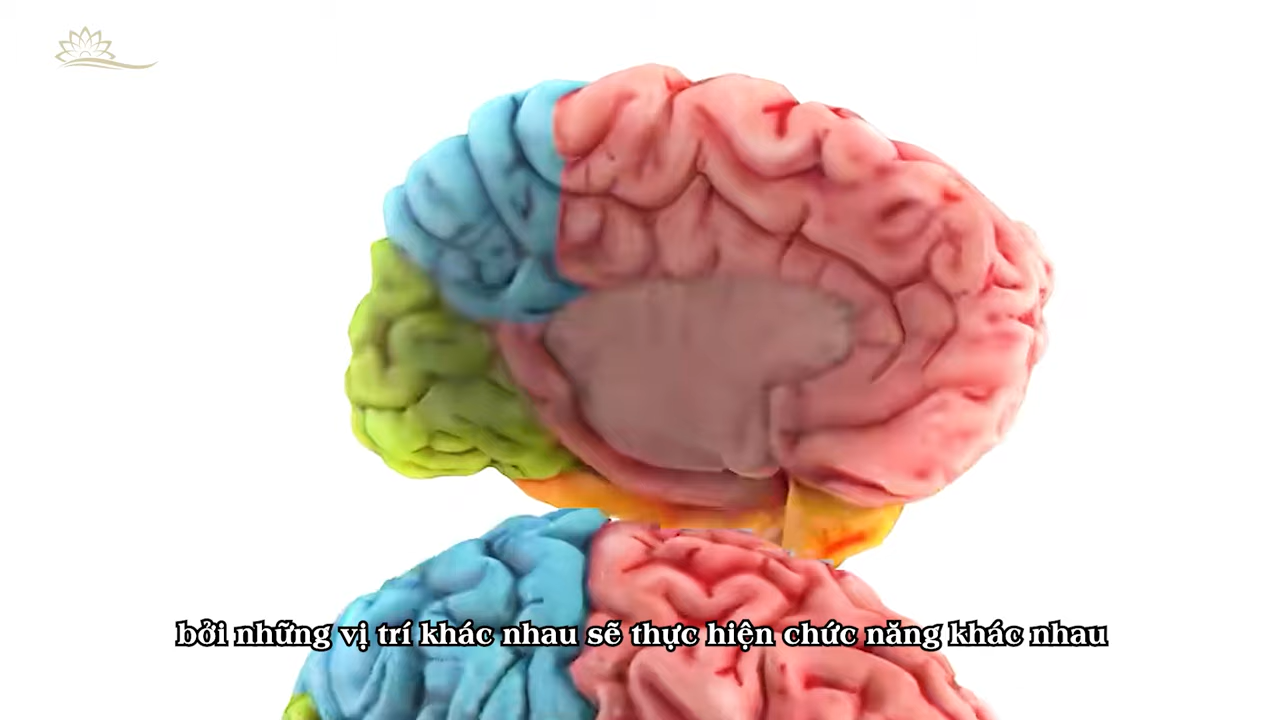 bởi những vị trí khác nhau sẽ thực hiện chức năng khác nhau